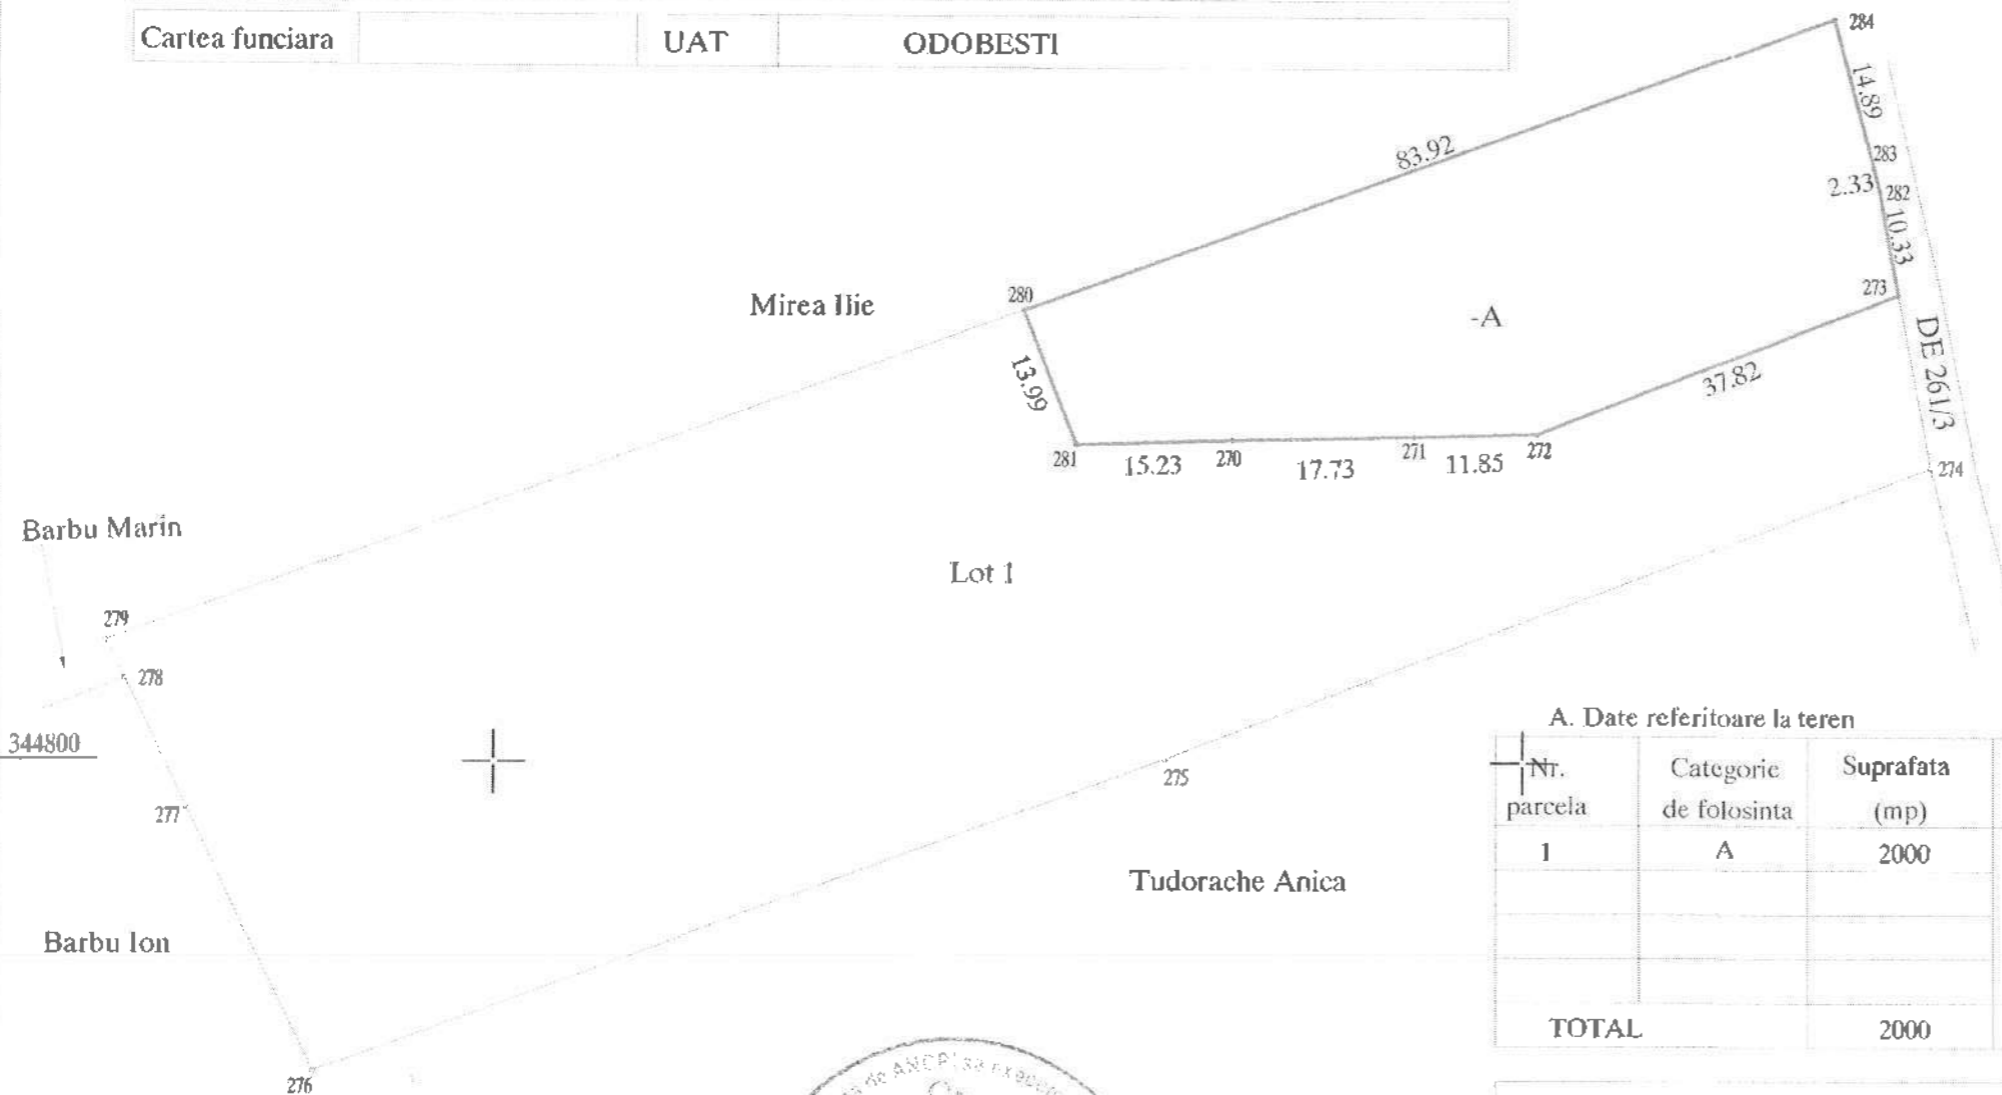 Cartea funciara UAT ODOBESTI
284
14.89
83.92
283
2.33 282
10.33
273
280
Mirea Ilie
-A
DE 261/3
13.99
37.82
281 15.23 270 17.73 271 11.85 272
274
Barbu Marin
Lot 1
279
278
344800
275
277
A. Date referitoare la teren
Nr. parcela Categorie de folosinta Suprafata (mp)
1 A 2000
Tudorache Anica
Barbu Ion
TOTAL 2000
276
de ANCPI sa